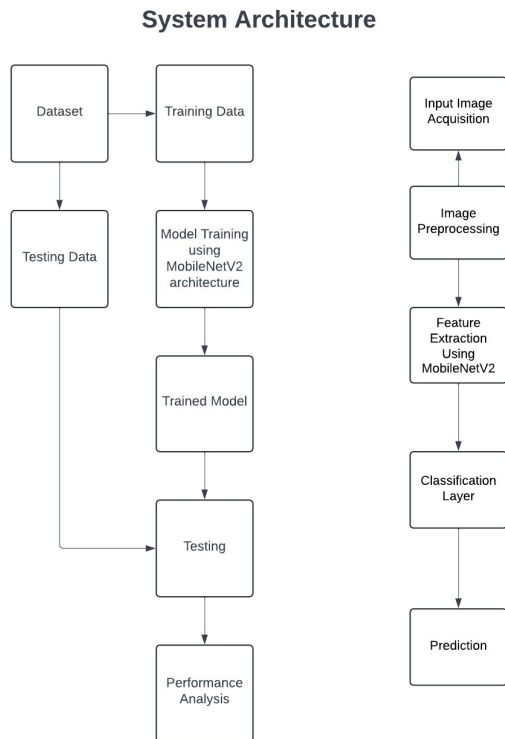 System Architecture
Dataset
Training Data
Input Image
Acquisition
Testing Data
Model Training
using
MobileNetV2
architecture
Image
Preprocessing
Feature
Extraction
Using
MobileNetV2
Trained Model
Classification
Layer
Testing
Prediction
Performance
Analysis